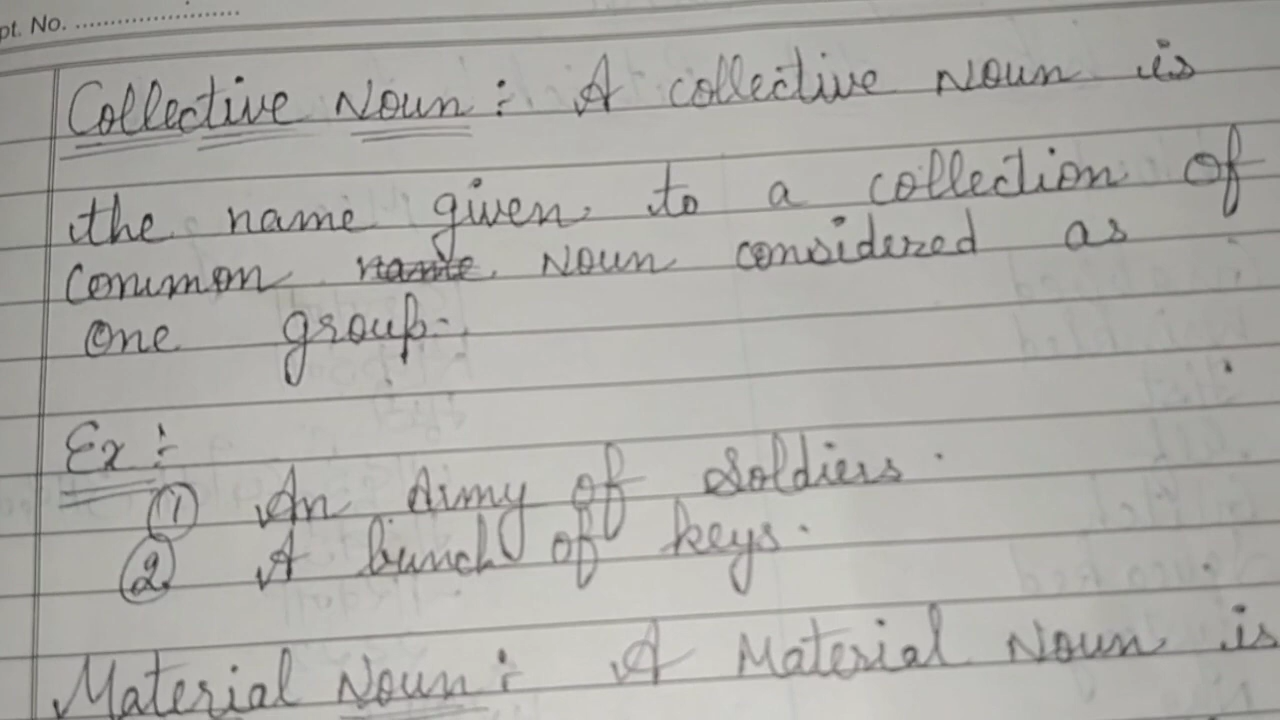 pt. No. ........................
Collective Noun : A collective Noun is
the name given to a collection of
common name Noun considered as
one group.
Ex :
① An Army of Soldiers.
② A bunch of keys.
Material Noun : A Material Noun is